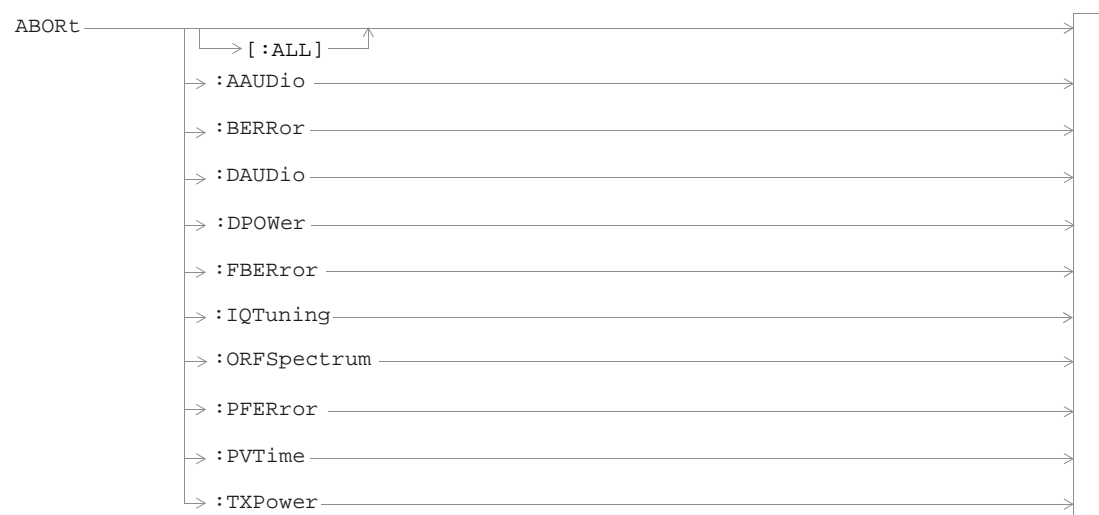 ABORt
[:ALL]
:AAUDio
:BERRor
:DAUDio
:DPOWer
:FBERror
:IQTuning
:ORFSpectrum
:PFERror
:PVTime
:TXPower